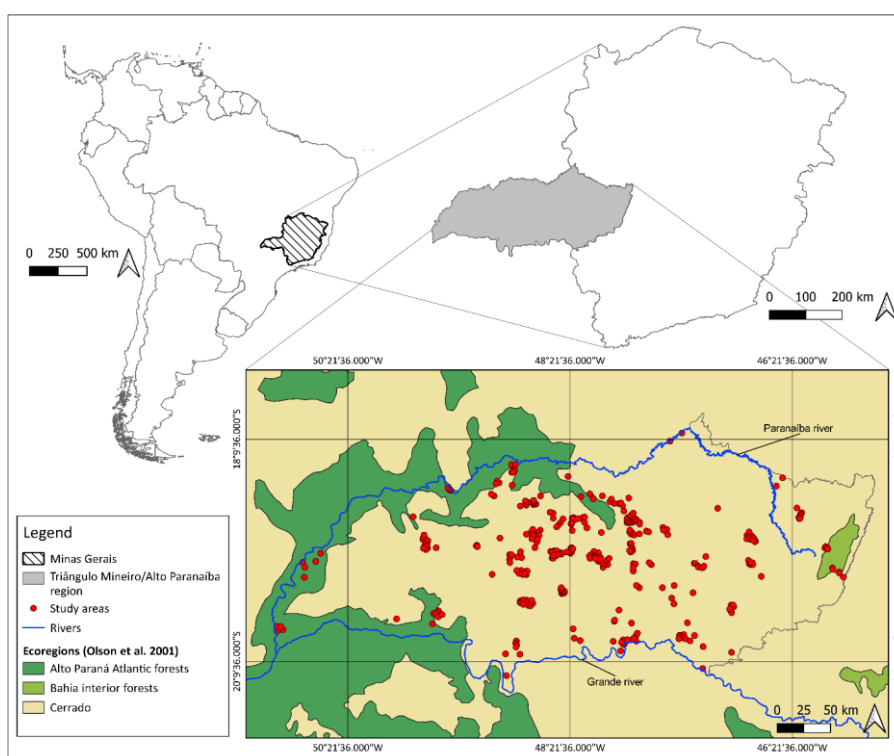 0 250 500 km
0 100 200 km
50°21'36.000"W 48°21'36.000"W 46°21'36.000"W
18°9'36.000"S
20°9'36.000"S
Paranaíba river
Grande river
0 25 50 km
50°21'36.000"W 48°21'36.000"W 46°21'36.000"W
Legend
Minas Gerais
Triângulo Mineiro/Alto Paranaíba
region
Study areas
Rivers
Ecoregions (Olson et al. 2001)
Alto Paraná Atlantic forests
Bahia interior forests
Cerrado